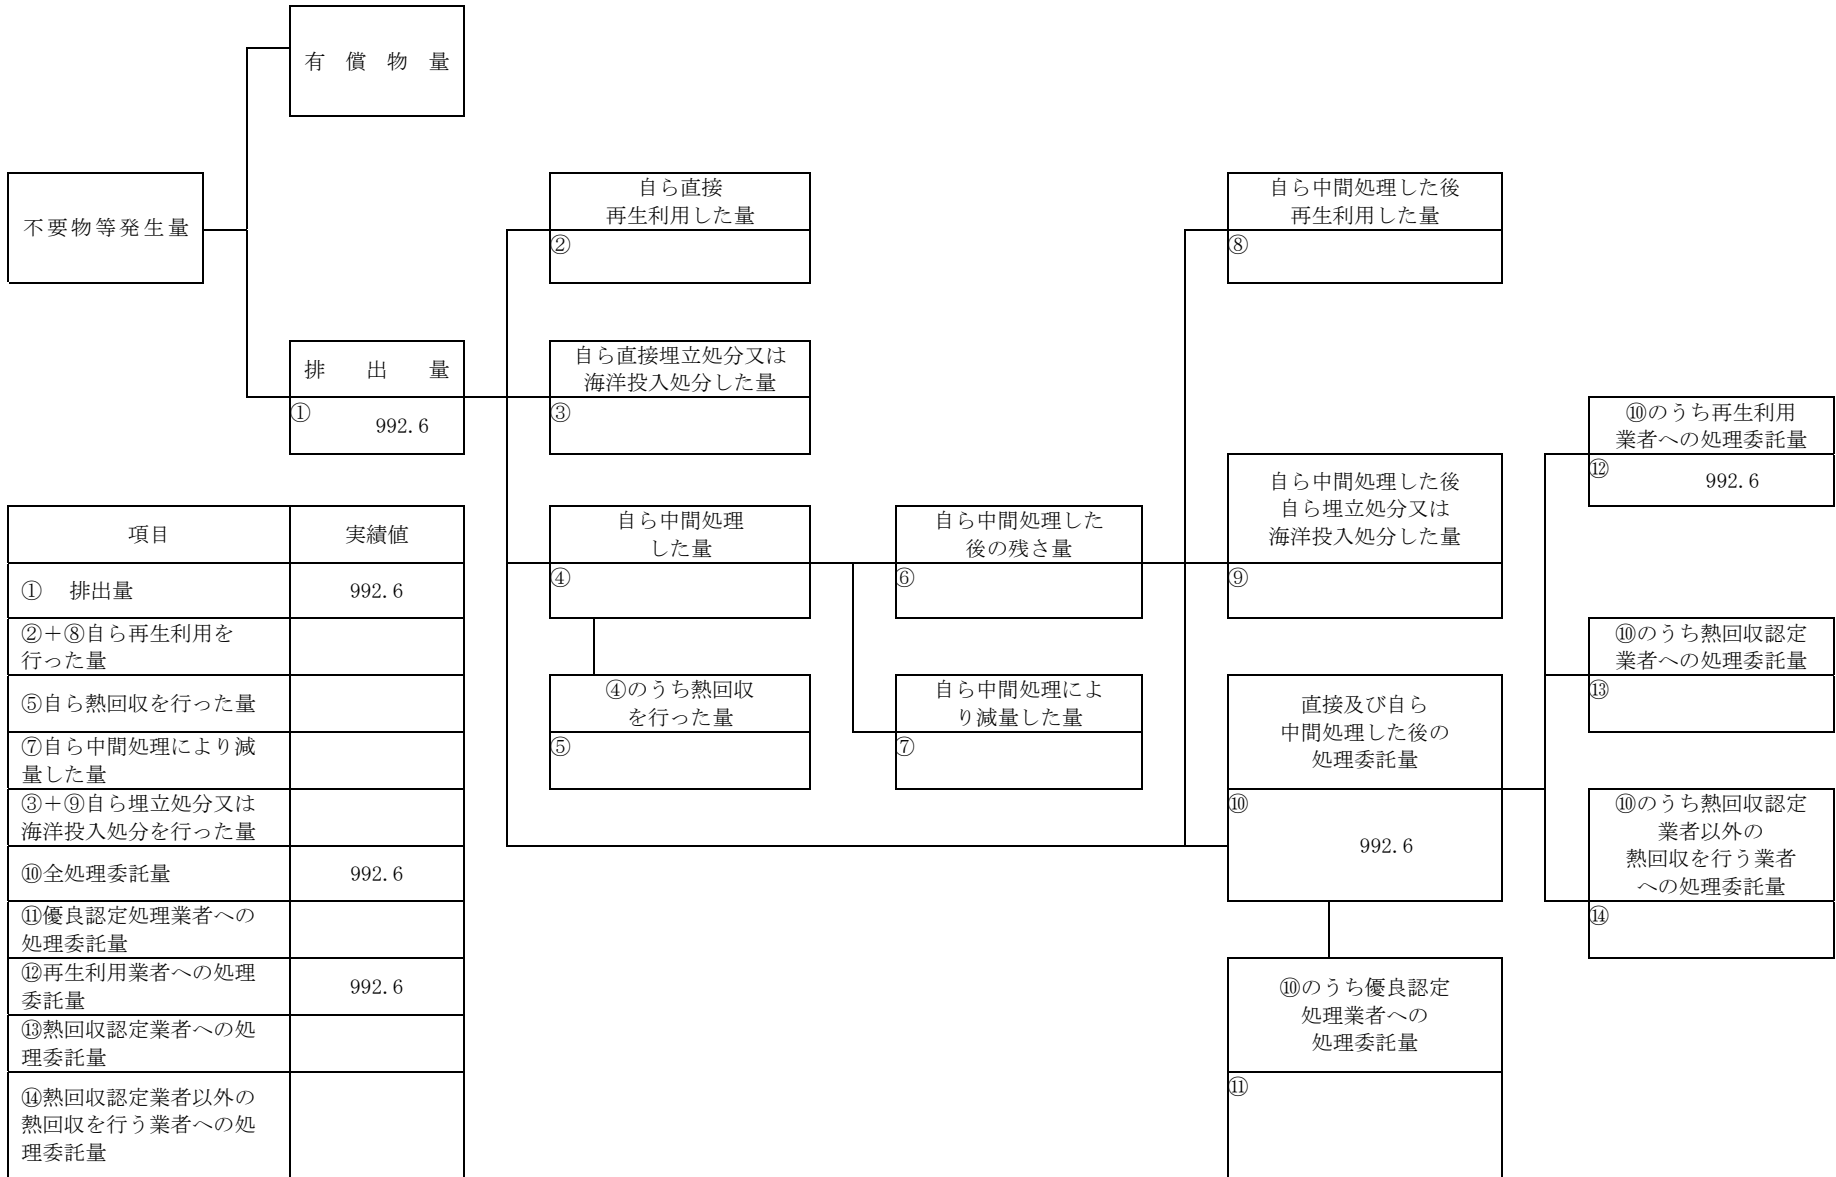 有償物量
不要物等発生量
自ら直接
再生利用した量
②
自ら中間処理した後
再生利用した量
⑧
排出量
①
992.6
自ら直接埋立処分又は
海洋投入処分した量
③
⑩のうち再生利用
業者への処理委託量
⑫
992.6
自ら中間処理
した量
④
自ら中間処理した
後の残さ量
⑥
自ら中間処理した後
自ら埋立処分又は
海洋投入処分した量
⑨
⑩のうち熱回収認定
業者への処理委託量
⑬
④のうち熱回収
を行った量
⑤
自ら中間処理によ
り減量した量
⑦
直接及び自ら
中間処理した後の
処理委託量
⑩
992.6
⑩のうち熱回収認定
業者以外の
熱回収を行う業者
への処理委託量
⑭
⑩のうち優良認定
処理業者への
処理委託量
⑪
項目 実績値
① 排出量 992.6
②＋⑧自ら再生利用を
行った量
⑤自ら熱回収を行った量
⑦自ら中間処理により減
量した量
③＋⑨自ら埋立処分又は
海洋投入処分を行った量
⑩全処理委託量 992.6
⑪優良認定処理業者への
処理委託量
⑫再生利用業者への処理
委託量 992.6
⑬熱回収認定業者への処
理委託量
⑭熱回収認定業者以外の
熱回収を行う業者への処
理委託量